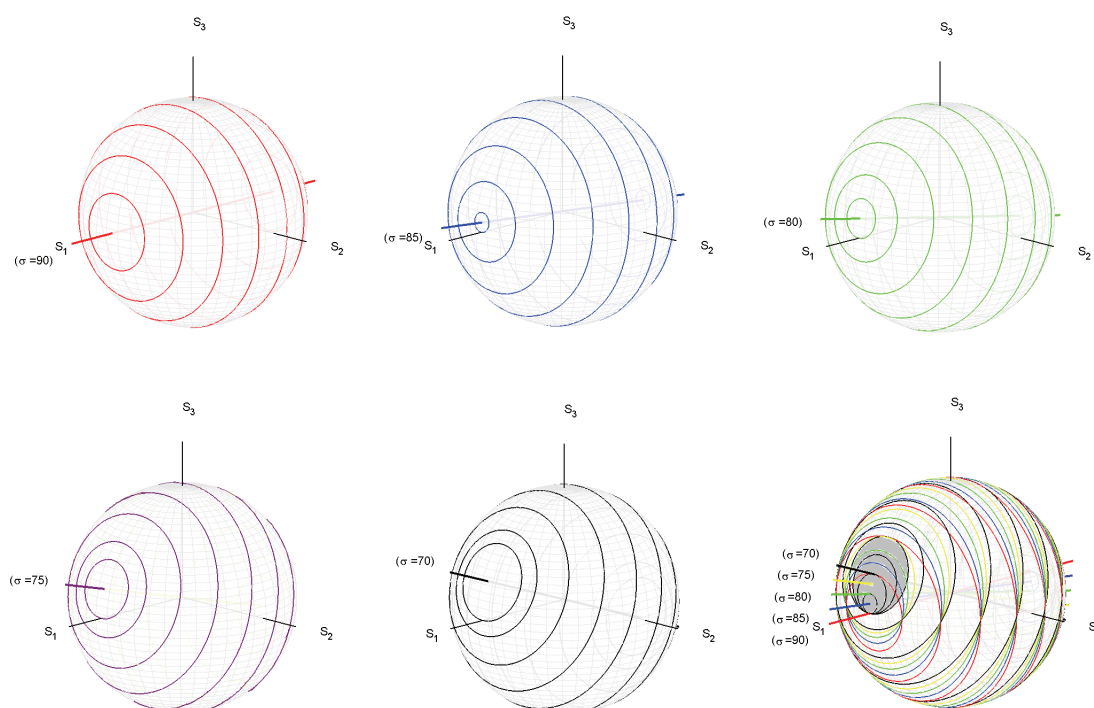 S3
S1
S2
(σ =90)
S3
(σ =85)
S1
S2
S3
(σ =80)
S1
S2
S3
(σ =75)
S1
S2
S3
(σ =70)
S1
S2
S3
(σ =70)
(σ =75)
(σ =80)
(σ =85)
S1
(σ =90)
S